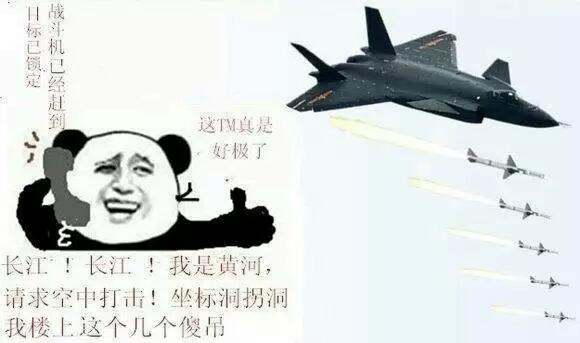 战斗机已经赶到
目标已锁定
这TM真是
好极了
长江！长江！我是黄河，
请求空中打击！坐标洞拐洞
我楼上这个几个傻吊